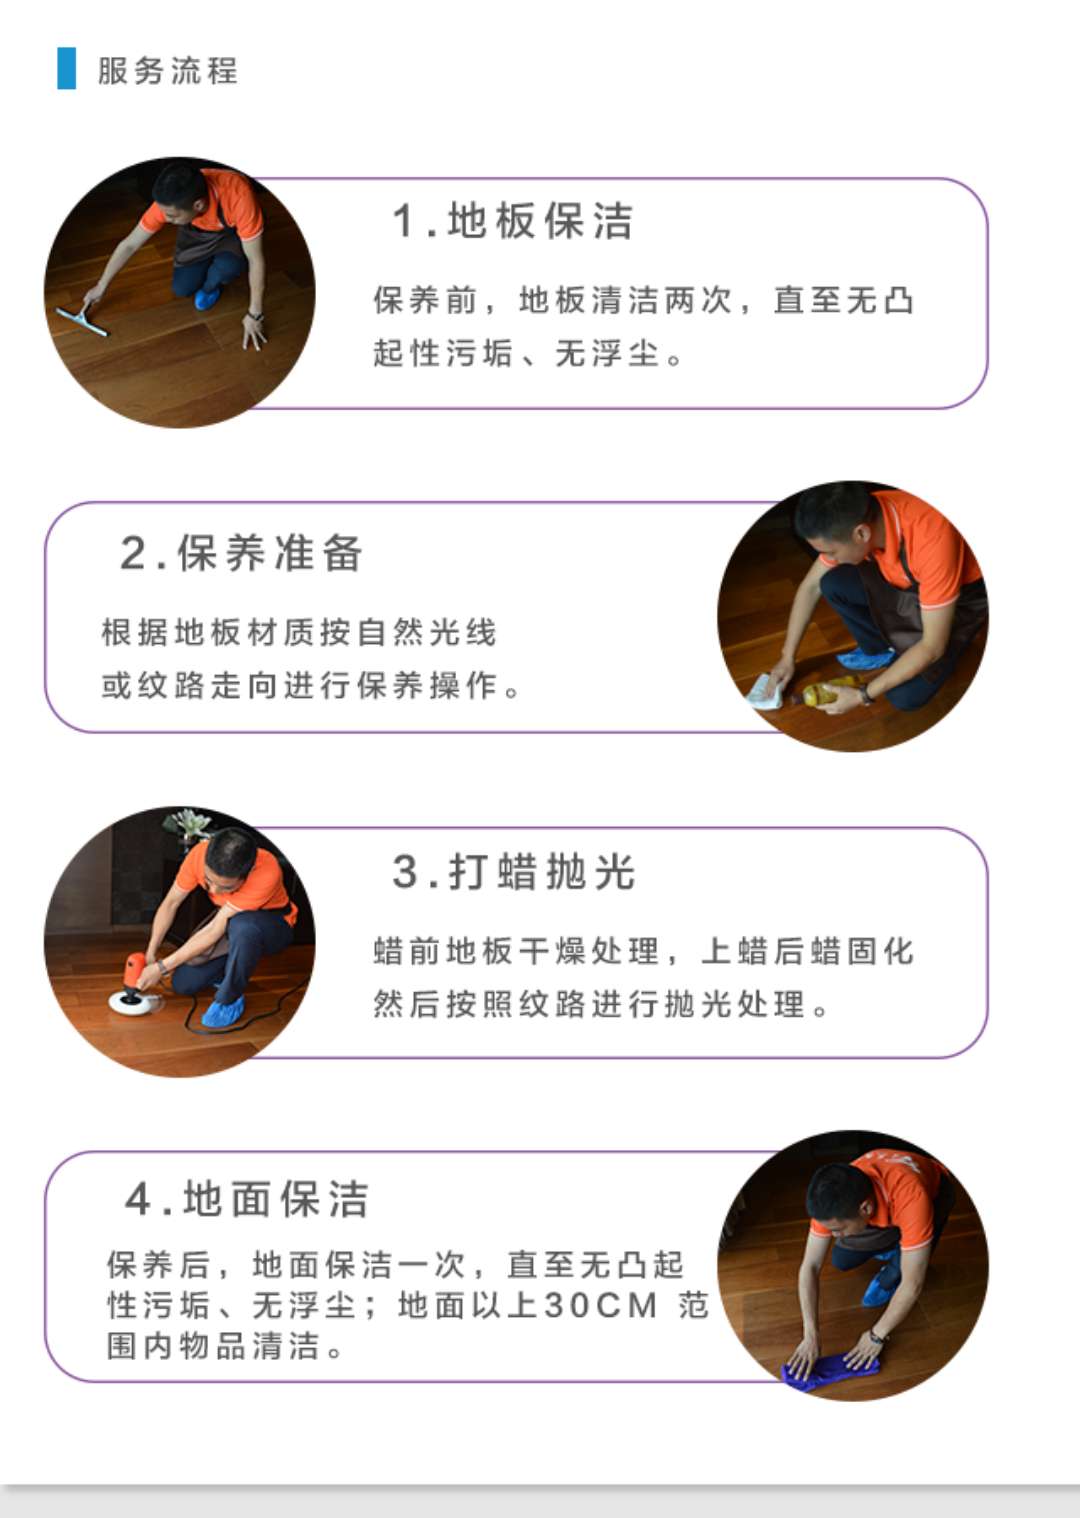 服务流程
1.地板保洁
保养前，地板清洁两次，直至无凸
起性污垢、无浮尘。
2.保养准备
根据地板材质按自然光线
或纹路走向进行保养操作。
3.打蜡抛光
蜡前地板干燥处理，上蜡后蜡固化
然后按照纹路进行抛光处理。
4.地面保洁
保养后，地面保洁一次，直至无凸起
性污垢、无浮尘；地面以上30CM 范
围内物品清洁。